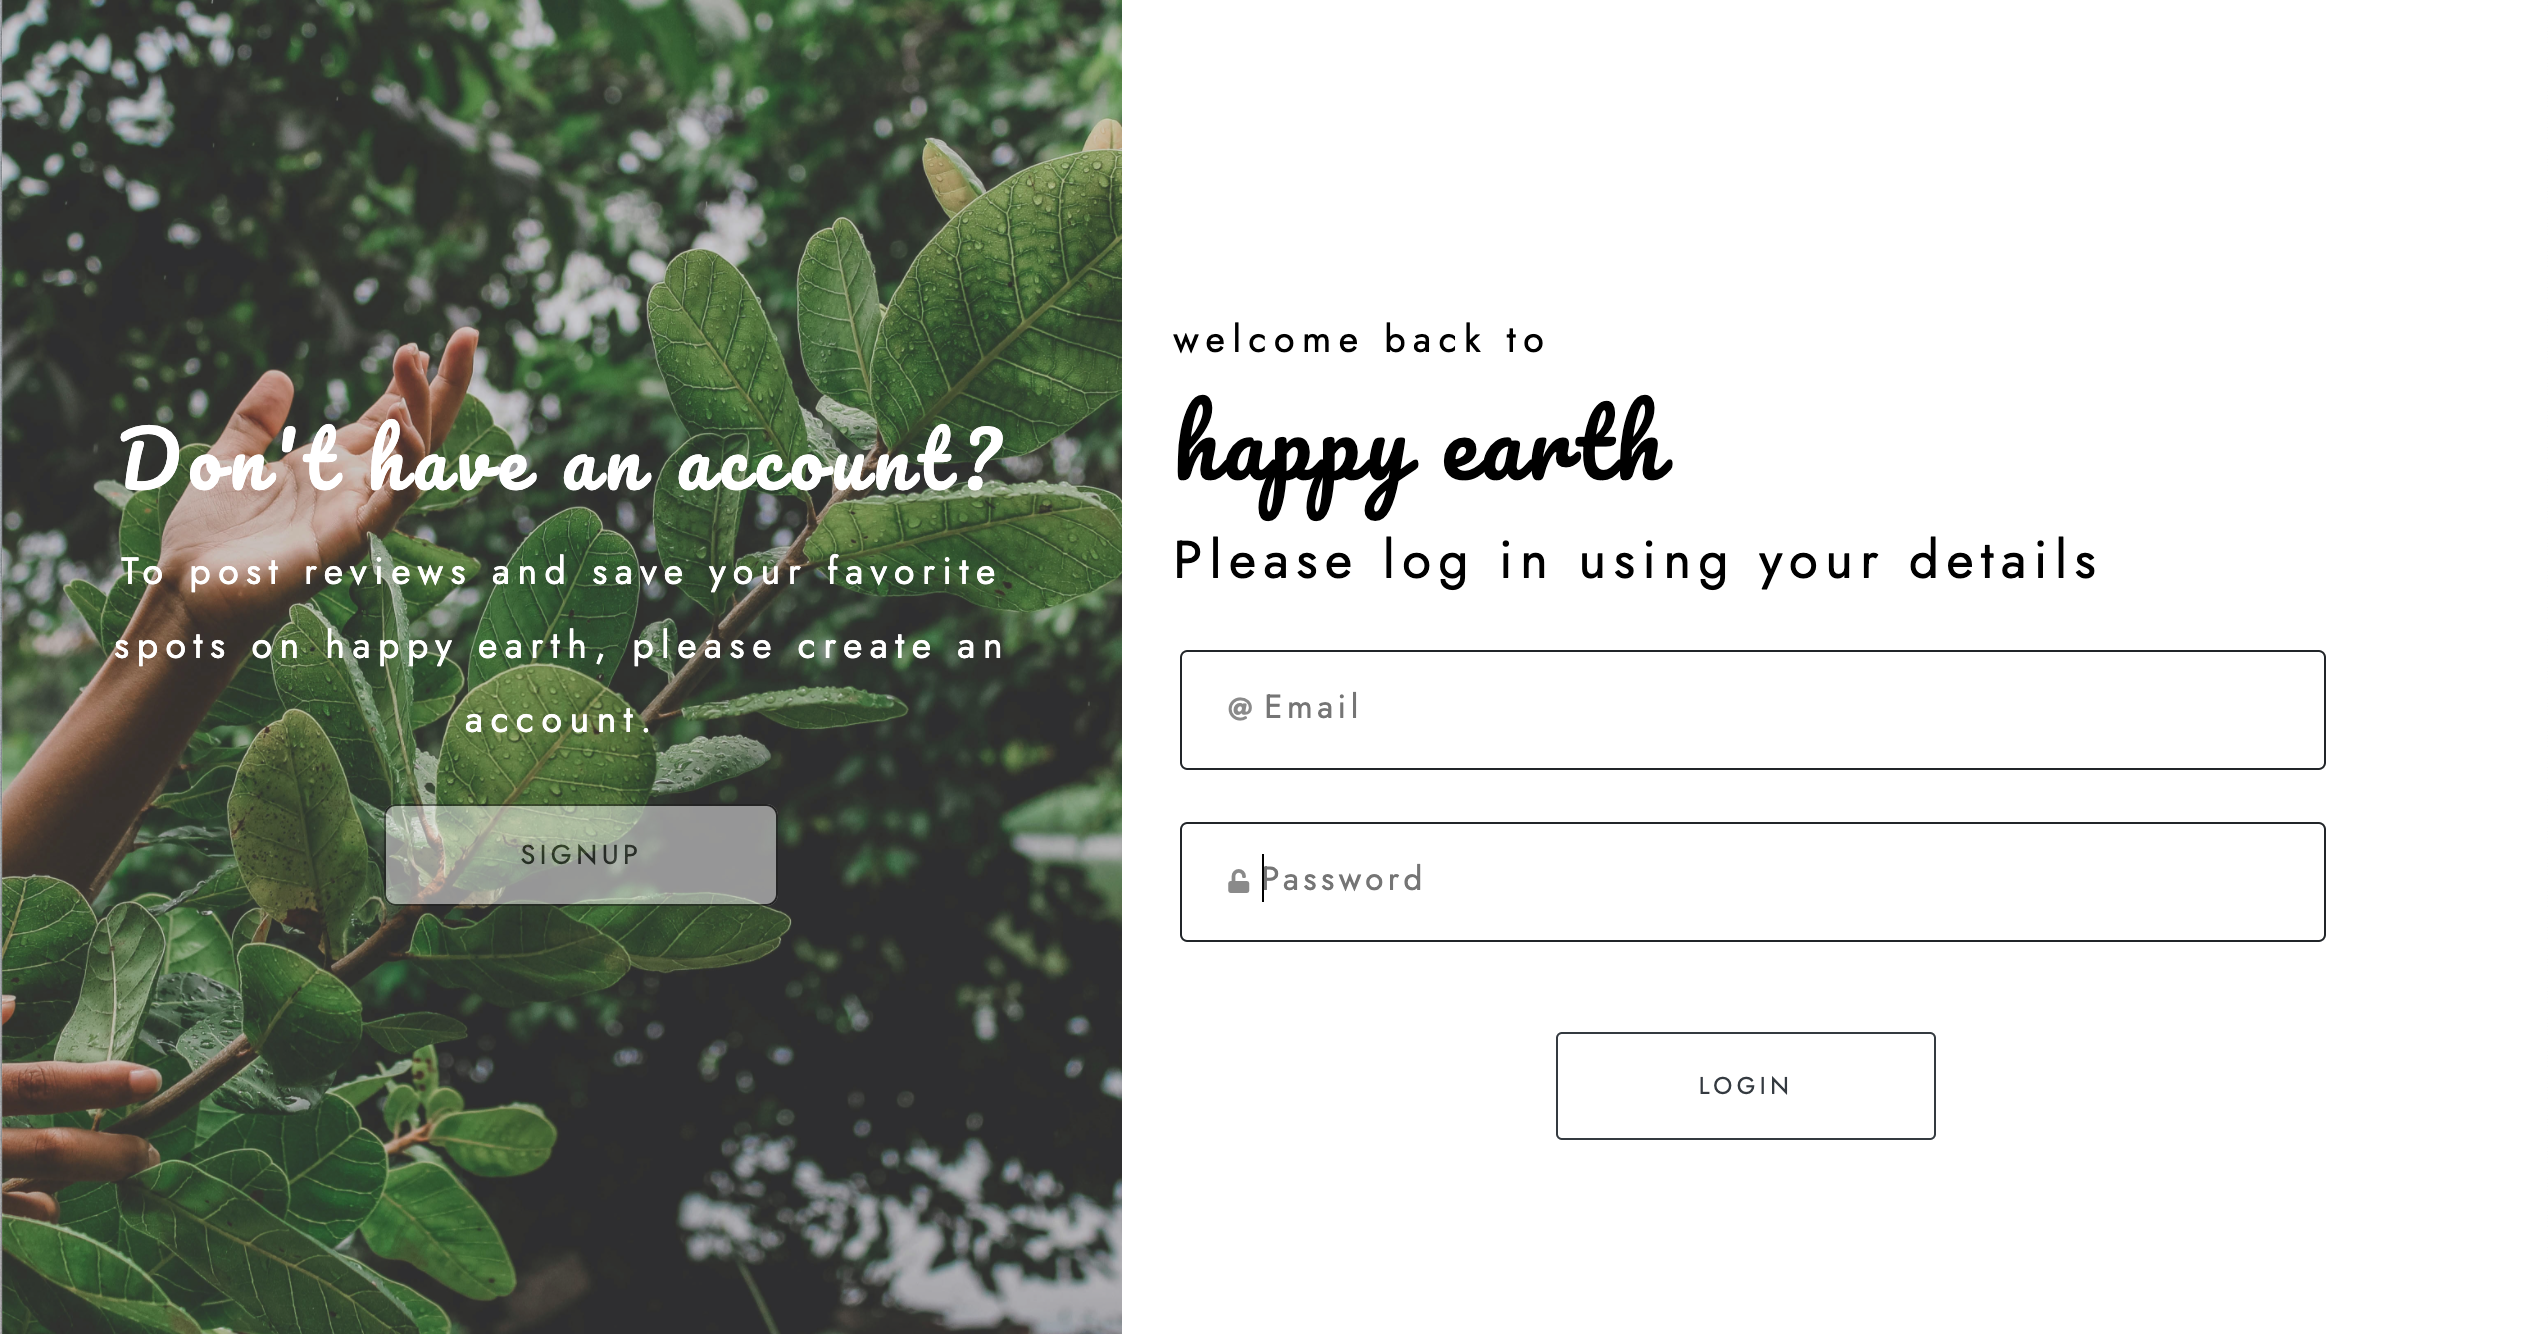 Don't have an account?
To post reviews and save your favorite
spots on happy earth, please create an
account.
SIGNUP
welcome back to
happy earth
Please log in using your details
@ Email
Password
LOGIN